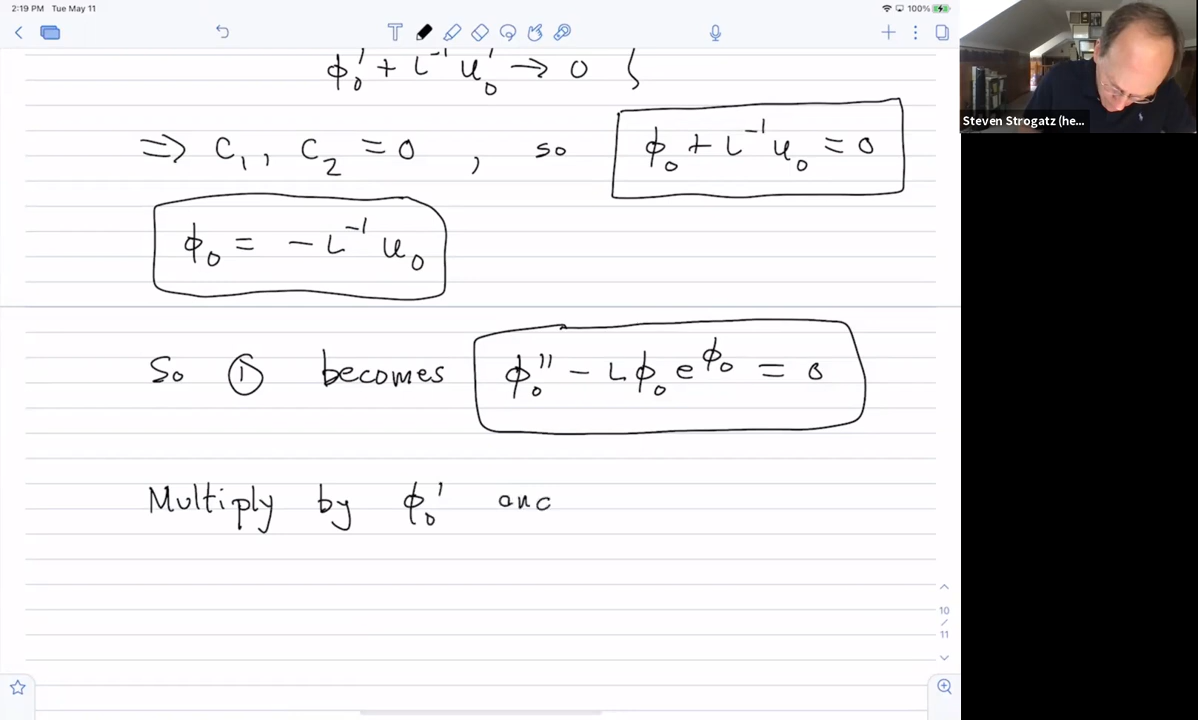 2:19 PM Tue May 11
100%
Steven Strogatz (he...
ϕ₀' + L⁻¹ u₀' → 0 }
⇒ C₁, C₂ = 0 , so ϕ₀ + L⁻¹ u₀ = 0
ϕ₀ = - L⁻¹ u₀
So ① becomes ϕ₀'' - Lϕ₀ e^ϕ₀ = 0
Multiply by ϕ₀' anc
10
/
11